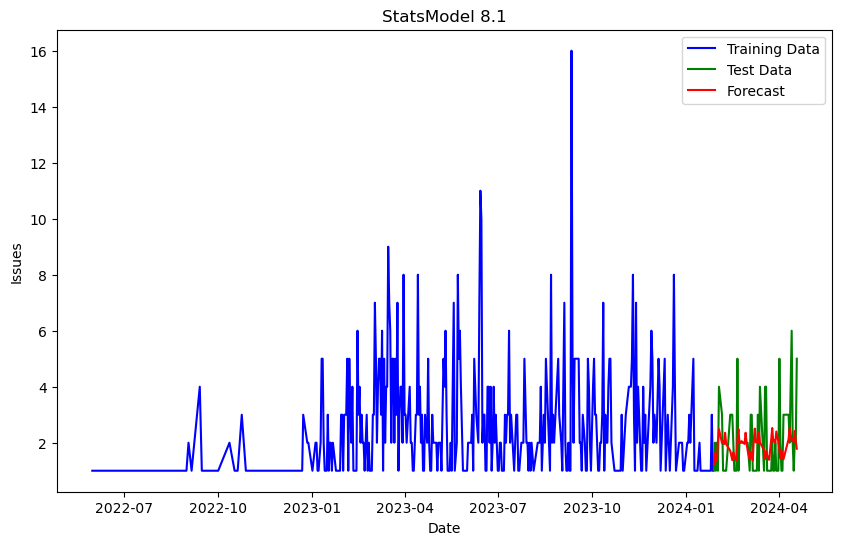 StatsModel 8.1
Training Data
Test Data
Forecast
16
14
12
10
8
6
4
2
Issues
2022-07
2022-10
2023-01
2023-04
2023-07
2023-10
2024-01
2024-04
Date